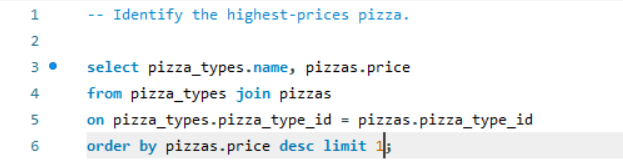 1 -- Identify the highest-prices pizza.
2
3 select pizza_types.name, pizzas.price
4 from pizza_types join pizzas
5 on pizza_types.pizza_type_id = pizzas.pizza_type_id
6 order by pizzas.price desc limit 1;